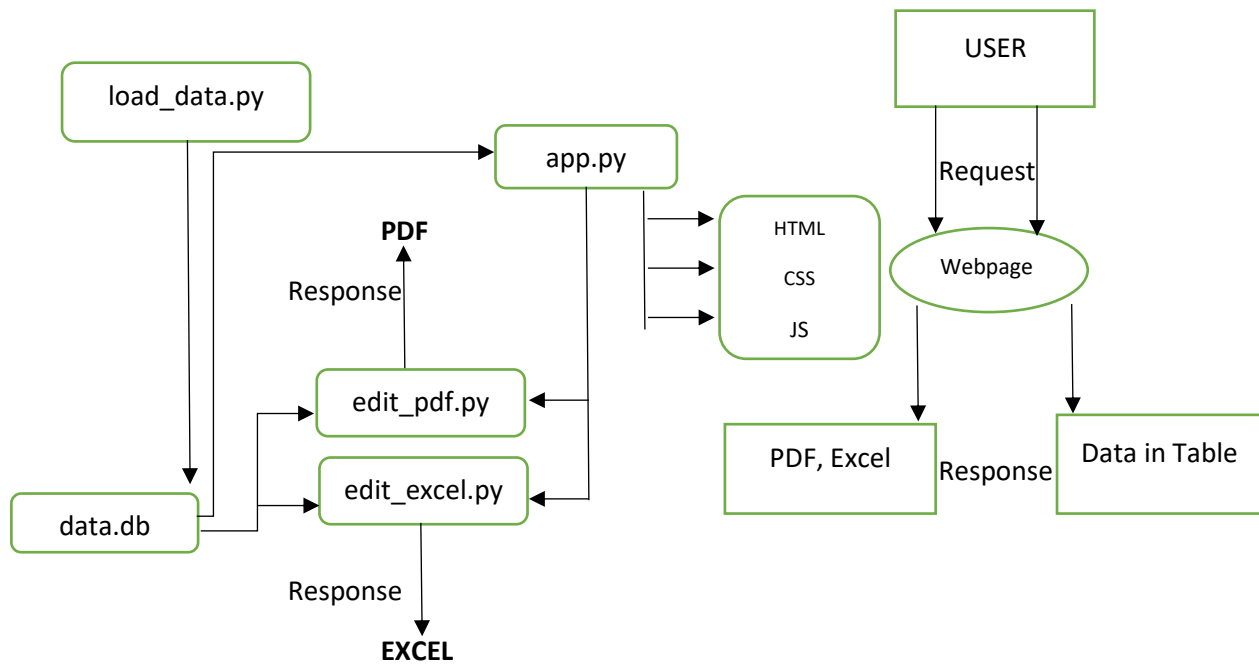 USER
load_data.py
app.py
Request
PDF
HTML
Webpage
CSS
Response
JS
edit_pdf.py
PDF, Excel
Response
Data in Table
edit_excel.py
data.db
Response
EXCEL